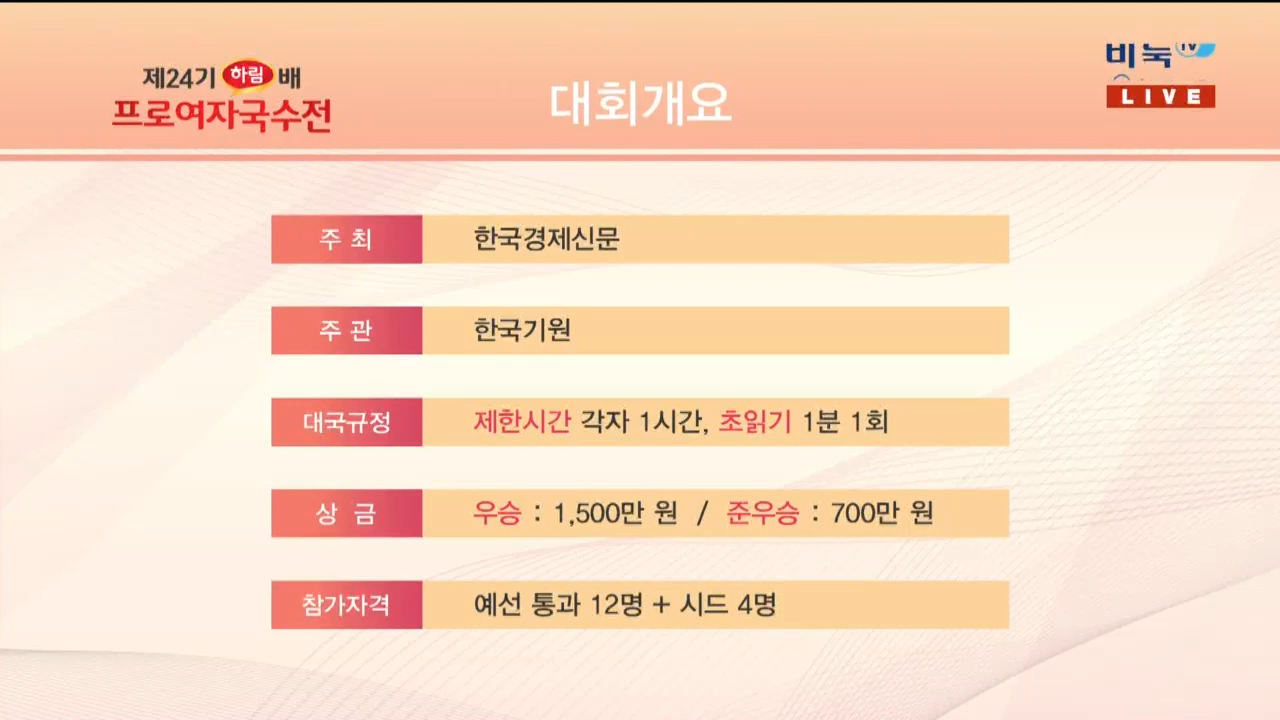 제24기 하림 배
프로여자국수전
대회개요
바둑TV
LIVE
주 최 한국경제신문
주 관 한국기원
대국규정 제한시간 각자 1시간, 초읽기 1분 1회
상 금 우승 : 1,500만 원 / 준우승 : 700만 원
참가자격 예선 통과 12명 + 시드 4명